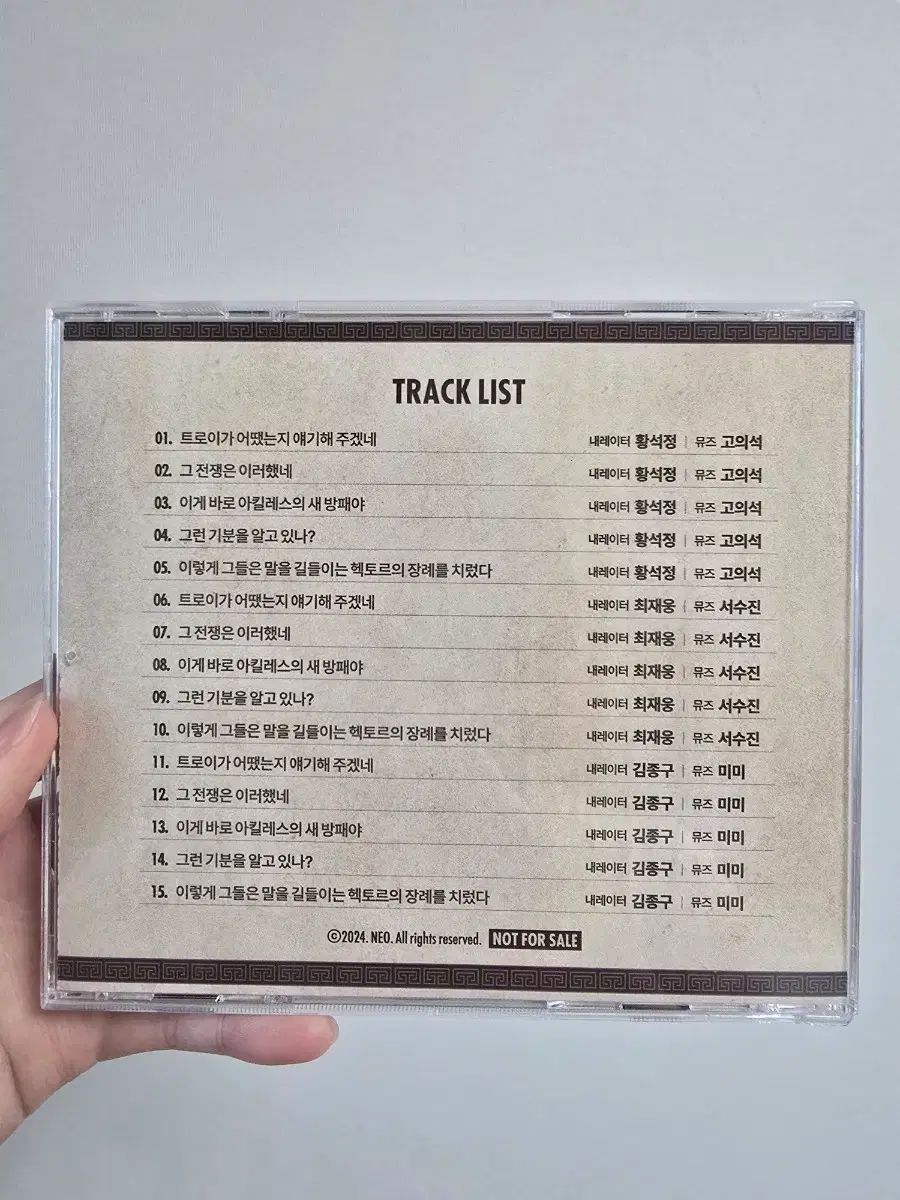 TRACK LIST
01. 트로이가 어땠는지 얘기해 주겠네 내레이터 황석정 | 뮤즈 고의석
02. 그 전쟁은 이러했네 내레이터 황석정 | 뮤즈 고의석
03. 이게 바로 아킬레스의 새 방패야 내레이터 황석정 | 뮤즈 고의석
04. 그런 기분을 알고 있나? 내레이터 황석정 | 뮤즈 고의석
05. 이렇게 그들은 말을 길들이는 헥토르의 장례를 치렀다 내레이터 황석정 | 뮤즈 고의석
06. 트로이가 어땠는지 얘기해 주겠네 내레이터 최재웅 | 뮤즈 서수진
07. 그 전쟁은 이러했네 내레이터 최재웅 | 뮤즈 서수진
08. 이게 바로 아킬레스의 새 방패야 내레이터 최재웅 | 뮤즈 서수진
09. 그런 기분을 알고 있나? 내레이터 최재웅 | 뮤즈 서수진
10. 이렇게 그들은 말을 길들이는 헥토르의 장례를 치렀다 내레이터 최재웅 | 뮤즈 서수진
11. 트로이가 어땠는지 얘기해 주겠네 내레이터 김종구 | 뮤즈 미미
12. 그 전쟁은 이러했네 내레이터 김종구 | 뮤즈 미미
13. 이게 바로 아킬레스의 새 방패야 내레이터 김종구 | 뮤즈 미미
14. 그런 기분을 알고 있나? 내레이터 김종구 | 뮤즈 미미
15. 이렇게 그들은 말을 길들이는 헥토르의 장례를 치렀다 내레이터 김종구 | 뮤즈 미미
©2024. NEO. All rights reserved. NOT FOR SALE